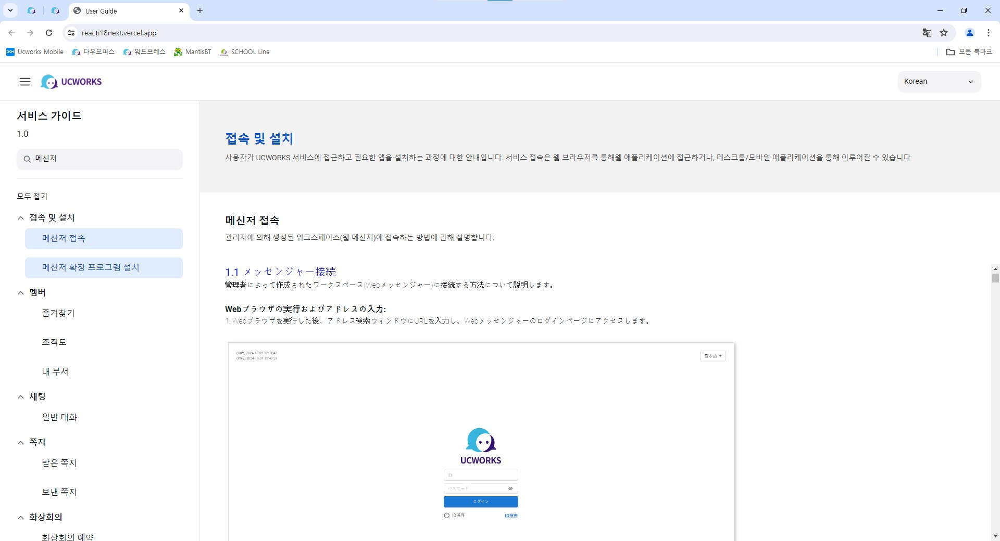 User Guide
reacti18next.vercel.app
Ucworks Mobile
다우오피스
워드프레스
MantisBT
SCHOOL Line
모든 북마크
UCWORKS
Korean
서비스 가이드
1.0
메신저
모두 접기
접속 및 설치
메신저 접속
메신저 확장 프로그램 설치
멤버
즐겨찾기
조직도
내 부서
채팅
일반 대화
쪽지
받은 쪽지
보낸 쪽지
화상회의
화상회의 예약
접속 및 설치
사용자가 UCWORKS 서비스에 접근하고 필요한 앱을 설치하는 과정에 대한 안내입니다. 서비스 접속은 웹 브라우저를 통해웹 애플리케이션에 접근하거나, 데스크톱/모바일 애플리케이션을 통해 이루어질 수 있습니다
메신저 접속
관리자에 의해 생성된 워크스페이스(웹 메신저)에 접속하는 방법에 관해 설명합니다.
1.1 メッセンジャー接続
管理者によって作成されたワークスペース(Webメッセンジャー)に接続する方法について説明します。
Webブラウザの実行およびアドレスの入力:
1. Webブラウザを実行した後、アドレス検索ウィンドウにURLを入力し、Webメッセンジャーのログインページにアクセスします。
(Curr) 2024-10-09 12:31:42
(Prev) 2024-10-01 15:49:37
日本語
UCWORKS
ID
パスワード
ログイン
ID保存
ID検索